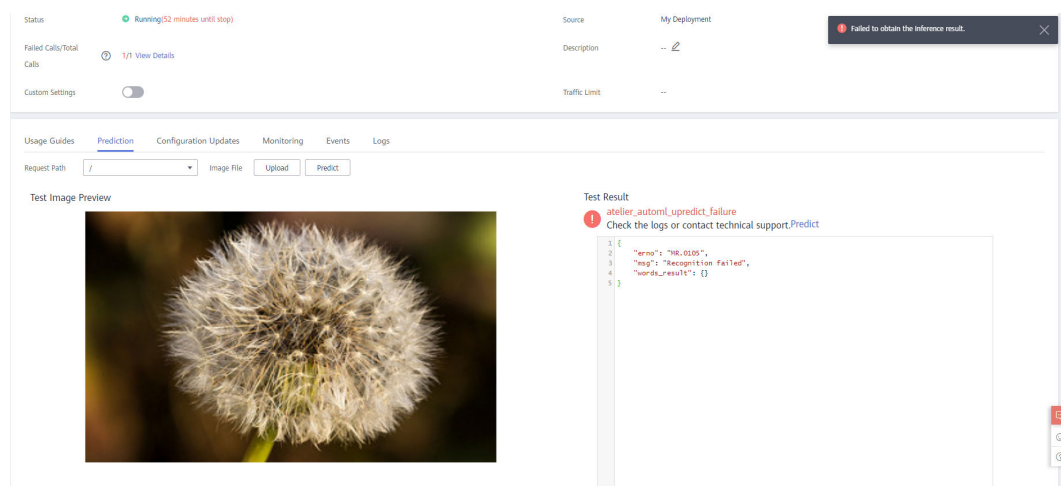 Status
Running(52 minutes until stop)
Source
My Deployment
Failed to obtain the inference result.
Failed Calls/Total
Calls
1/1 View Details
Description
--
Custom Settings
Traffic Limit
--
Usage Guides Prediction Configuration Updates Monitoring Events Logs
Request Path / Image File Upload Predict
Test Image Preview
Test Result
atelier_automl_upredict_failure
Check the logs or contact technical support.Predict
1 {
2 "erno": "MR.0105",
3 "msg": "Recognition failed",
4 "words_result": {}
5 }